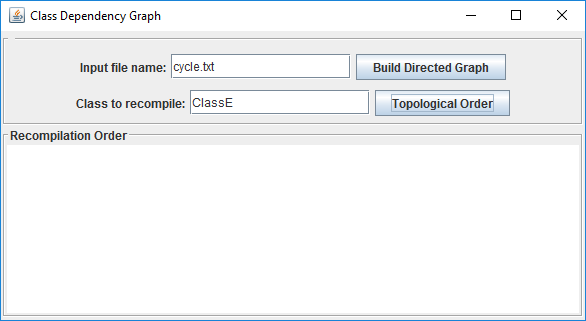 Class Dependency Graph
Input file name: cycle.txt Build Directed Graph
Class to recompile: ClassE Topological Order
Recompilation Order